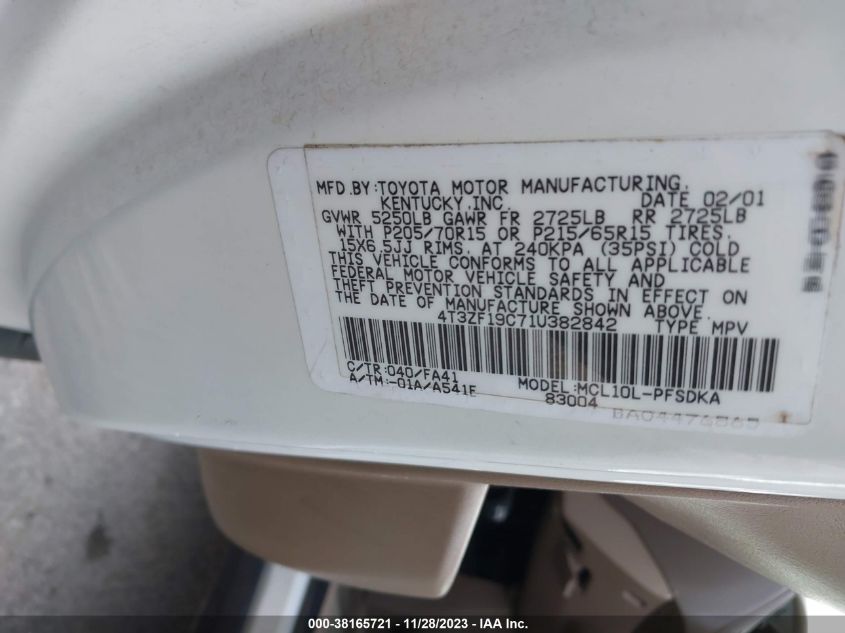 MFD.BY:TOYOTA MOTOR MANUFACTURING,
KENTUCKY,INC. DATE 02/01
GVWR 5250LB GAWR FR 2725LB RR 2725LB
WITH P205/70R15 OR P215/65R15 TIRES,
15X6.5JJ RIMS, AT 240KPA (35PSI) COLD
THIS VEHICLE CONFORMS TO ALL APPLICABLE
FEDERAL MOTOR VEHICLE SAFETY AND
THEFT PREVENTION STANDARDS IN EFFECT ON
THE DATE OF MANUFACTURE SHOWN ABOVE.
4T3ZF19C71U382842 TYPE MPV
C/TR:040/FA41 MODEL:MCL10L-PFSDKA
A/TM:-01A/A541E 83004
000-38165721 | 11/28/2023 | IAA Inc.